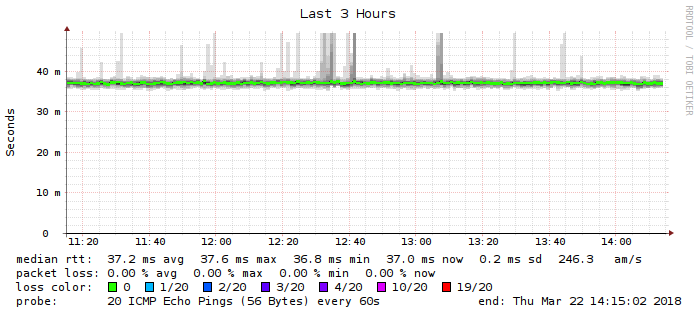 Last 3 Hours
RRDTOOL / TOBI OETIKER
Seconds
40 m
30 m
20 m
10 m
0
11:20 11:40 12:00 12:20 12:40 13:00 13:20 13:40 14:00
median rtt: 37.2 ms avg 37.6 ms max 36.8 ms min 37.0 ms now 0.2 ms sd 246.3 am/s
packet loss: 0.00 % avg 0.00 % max 0.00 % min 0.00 % now
loss color: 0 1/20 2/20 3/20 4/20 10/20 19/20
probe: 20 ICMP Echo Pings (56 Bytes) every 60s end: Thu Mar 22 14:15:02 2018